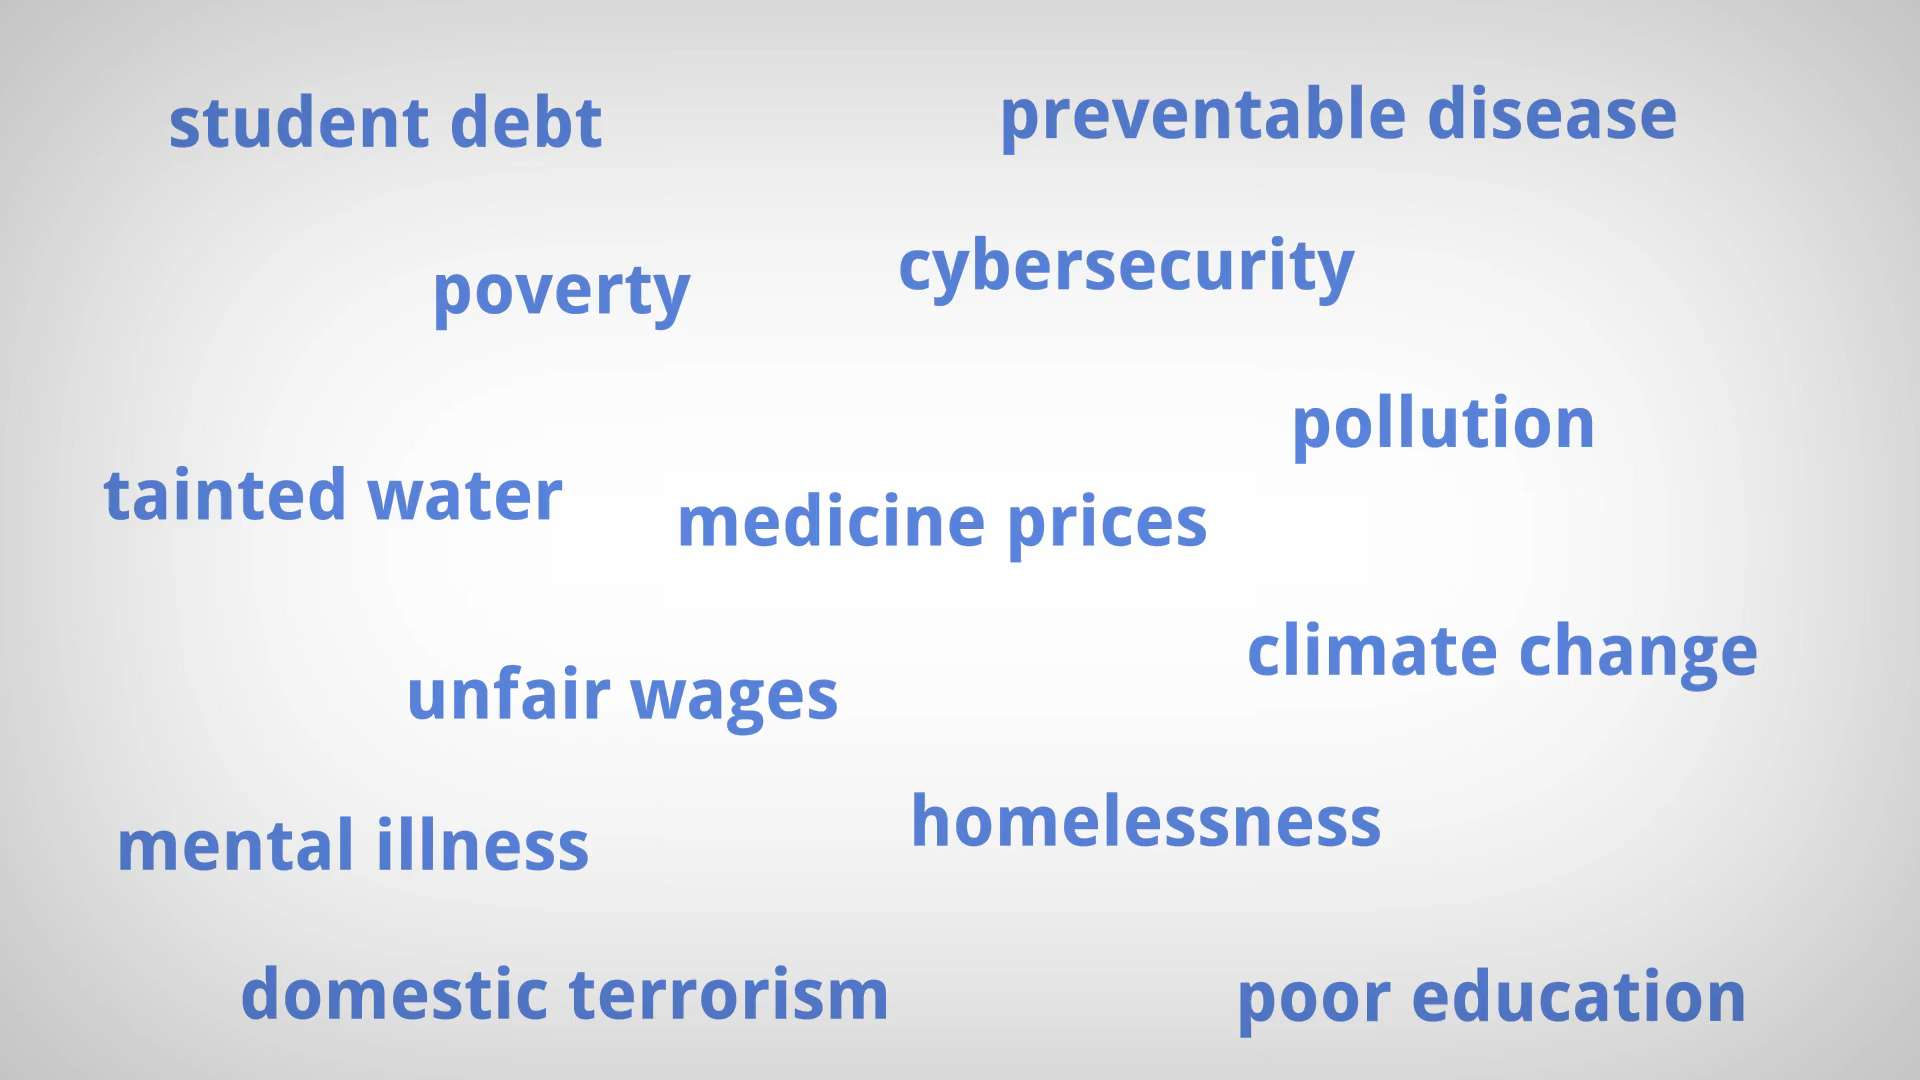 student debt
preventable disease
poverty
cybersecurity
pollution
tainted water
medicine prices
climate change
unfair wages
homelessness
mental illness
domestic terrorism
poor education